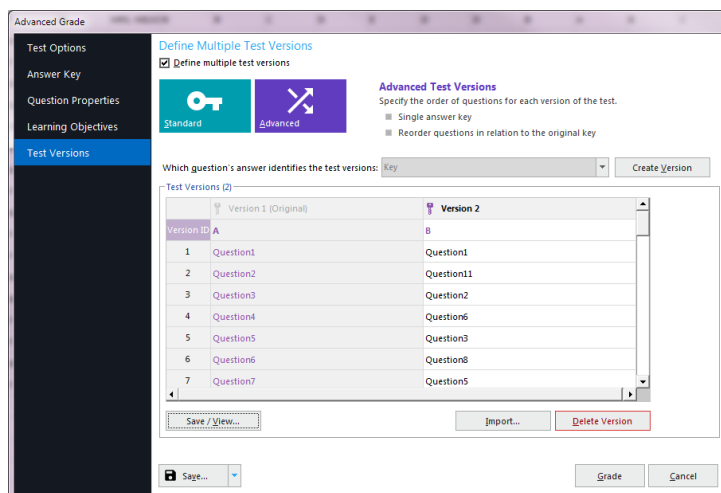 Advanced Grade
Test Options
Answer Key
Question Properties
Learning Objectives
Test Versions
Define Multiple Test Versions
Define multiple test versions
Standard
Advanced
Advanced Test Versions
Specify the order of questions for each version of the test.
Single answer key
Reorder questions in relation to the original key
Which question's answer identifies the test versions: Key Create Version
Test Versions (2)
Version 1 (Original) Version 2
Version ID A B
1 Question1 Question1
2 Question2 Question11
3 Question3 Question2
4 Question4 Question6
5 Question5 Question3
6 Question6 Question8
7 Question7 Question5
Save / View... Import... Delete Version
Save... Grade Cancel